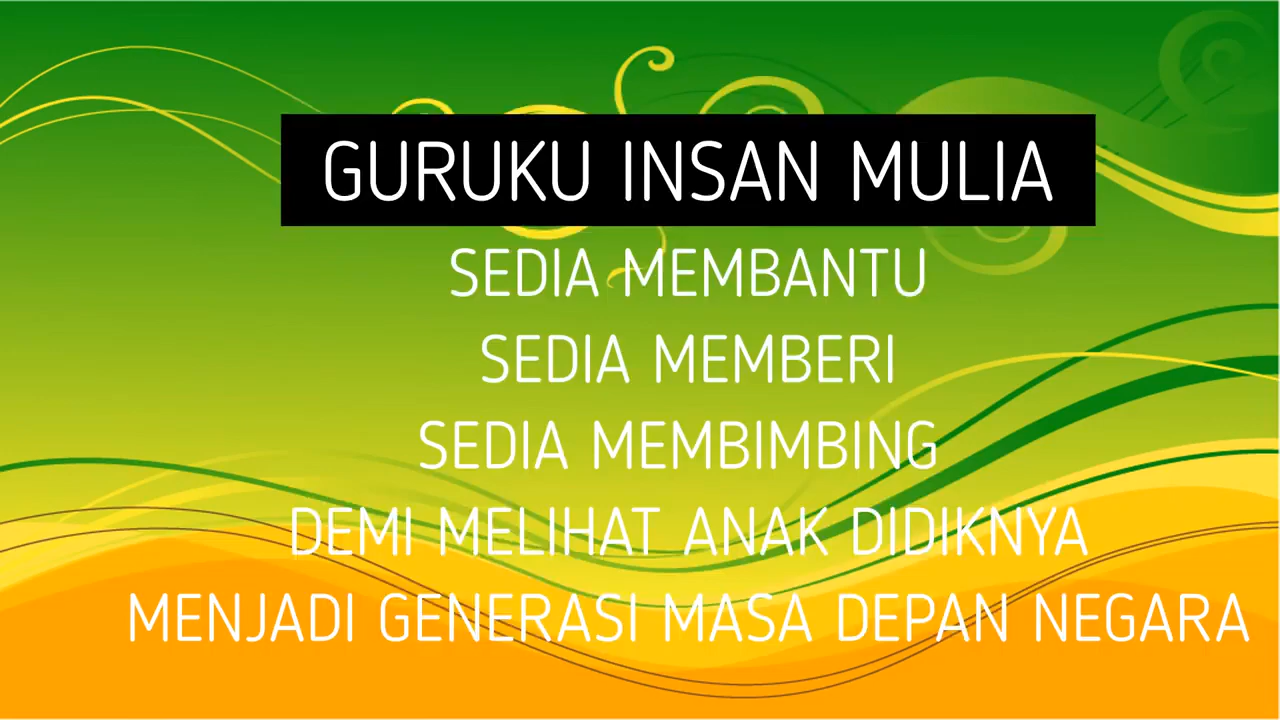 GURUKU INSAN MULIA
SEDIA MEMBANTU
SEDIA MEMBERI
SEDIA MEMBIMBING
DEMI MELIHAT ANAK DIDIKNYA
MENJADI GENERASI MASA DEPAN NEGARA